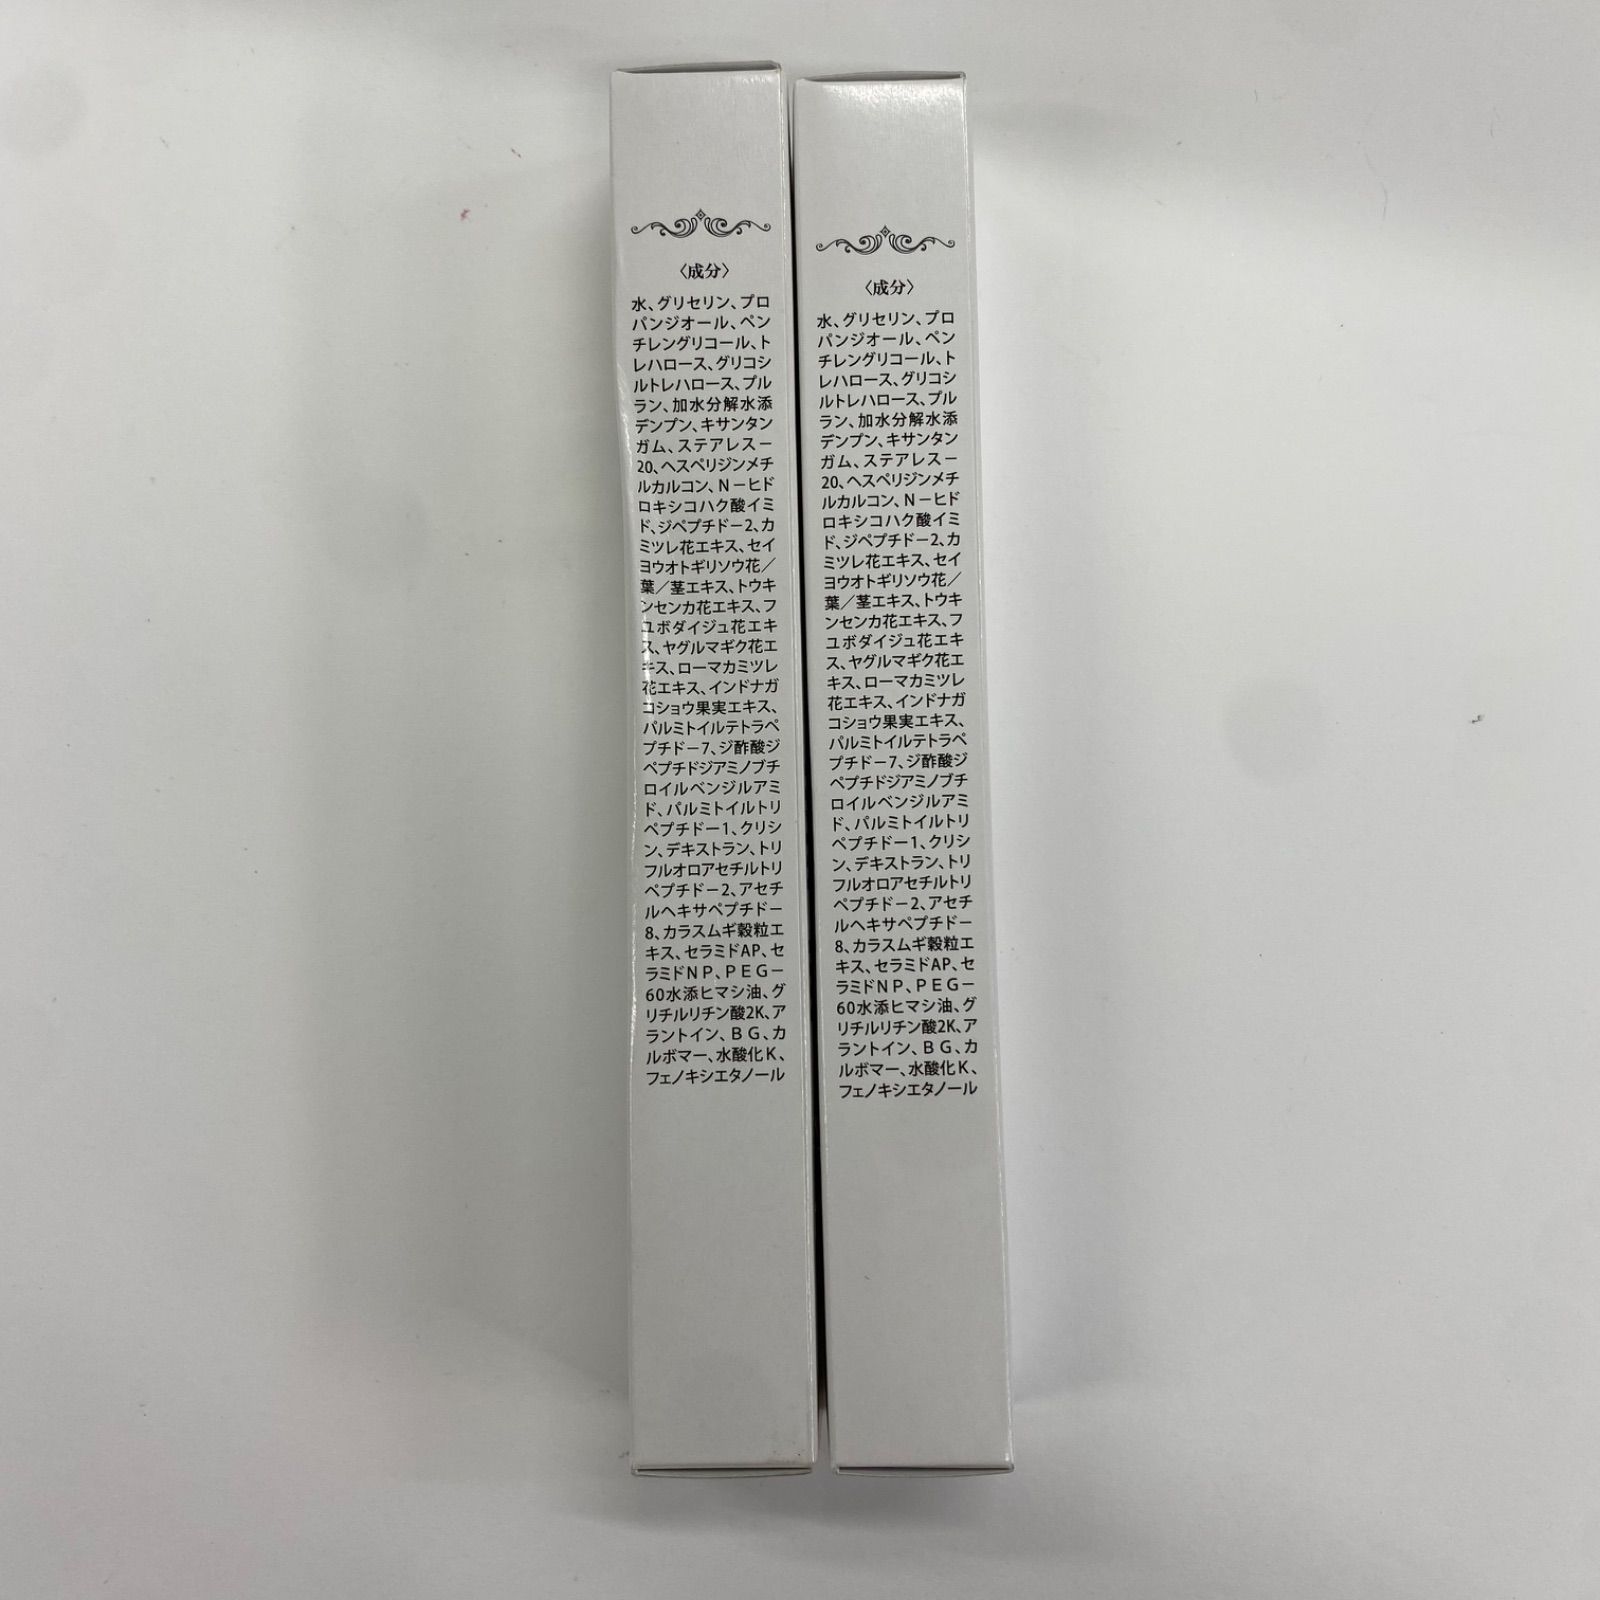 〈成分〉
水、グリセリン、プロ
パンジオール、ペン
チレングリコール、ト
レハロース、グリコシ
ルトレハロース、プル
ラン、加水分解水添
デンプン、キサンタン
ガム、ステアレス－
20、ヘスペリジンメチ
ルカルコン、N－ヒド
ロキシコハク酸イミ
ド、ジペプチド－2、カ
ミツレ花エキス、セイ
ヨウオトギリソウ花／
葉／茎エキス、トウキ
ンセンカ花エキス、フ
ユボダイジュ花エキ
ス、ヤグルマギク花エ
キス、ローマカミツレ
花エキス、インドナガ
コショウ果実エキス、
パルミトイルテトラペ
プチド－7、ジ酢酸ジ
ペプチドジアミノブチ
ロイルベンジルアミ
ド、パルミトイルトリ
ペプチド－1、クリシ
ン、デキストラン、トリ
フルオロアセチルトリ
ペプチド－2、アセチ
ルヘキサペプチド－
8、カラスムギ穀粒エ
キス、セラミドAP、セ
ラミドNP、PEG－
60水添ヒマシ油、グ
リチルリチン酸2K、ア
ラントイン、BG、カ
ルボマー、水酸化K、
フェノキシエタノール
〈成分〉
水、グリセリン、プロ
パンジオール、ペン
チレングリコール、ト
レハロース、グリコシ
ルトレハロース、プル
ラン、加水分解水添
デンプン、キサンタン
ガム、ステアレス－
20、ヘスペリジンメチ
ルカルコン、N－ヒド
ロキシコハク酸イミ
ド、ジペプチド－2、カ
ミツレ花エキス、セイ
ヨウオトギリソウ花／
葉／茎エキス、トウキ
ンセンカ花エキス、フ
ユボダイジュ花エキ
ス、ヤグルマギク花エ
キス、ローマカミツレ
花エキス、インドナガ
コショウ果実エキス、
パルミトイルテトラペ
プチド－7、ジ酢酸ジ
ペプチドジアミノブチ
ロイルベンジルアミ
ド、パルミトイルトリ
ペプチド－1、クリシ
ン、デキストラン、トリ
フルオロアセチルトリ
ペプチド－2、アセチ
ルヘキサペプチド－
8、カラスムギ穀粒エ
キス、セラミドAP、セ
ラミドNP、PEG－
60水添ヒマシ油、グ
リチルリチン酸2K、ア
ラントイン、BG、カ
ルボマー、水酸化K、
フェノキシエタノール